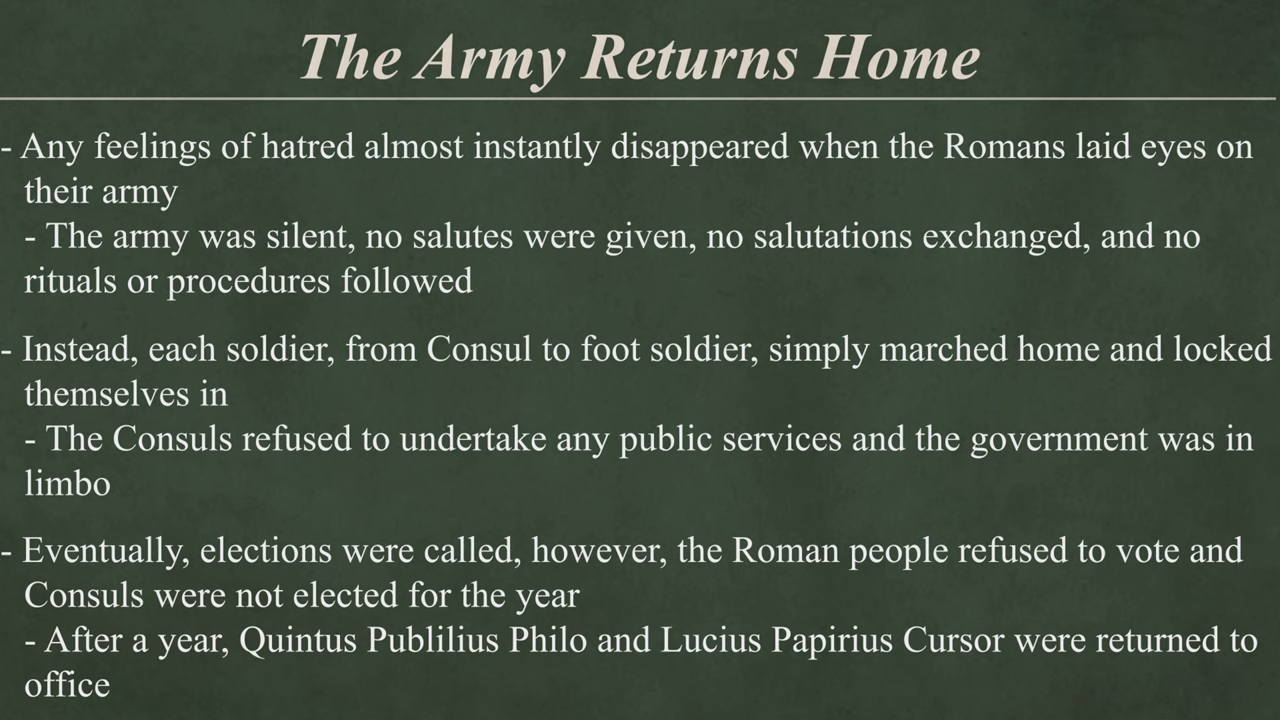 The Army Returns Home
- Any feelings of hatred almost instantly disappeared when the Romans laid eyes on
their army
- The army was silent, no salutes were given, no salutations exchanged, and no
rituals or procedures followed
- Instead, each soldier, from Consul to foot soldier, simply marched home and locked
themselves in
- The Consuls refused to undertake any public services and the government was in
limbo
- Eventually, elections were called, however, the Roman people refused to vote and
Consuls were not elected for the year
- After a year, Quintus Publilius Philo and Lucius Papirius Cursor were returned to
office